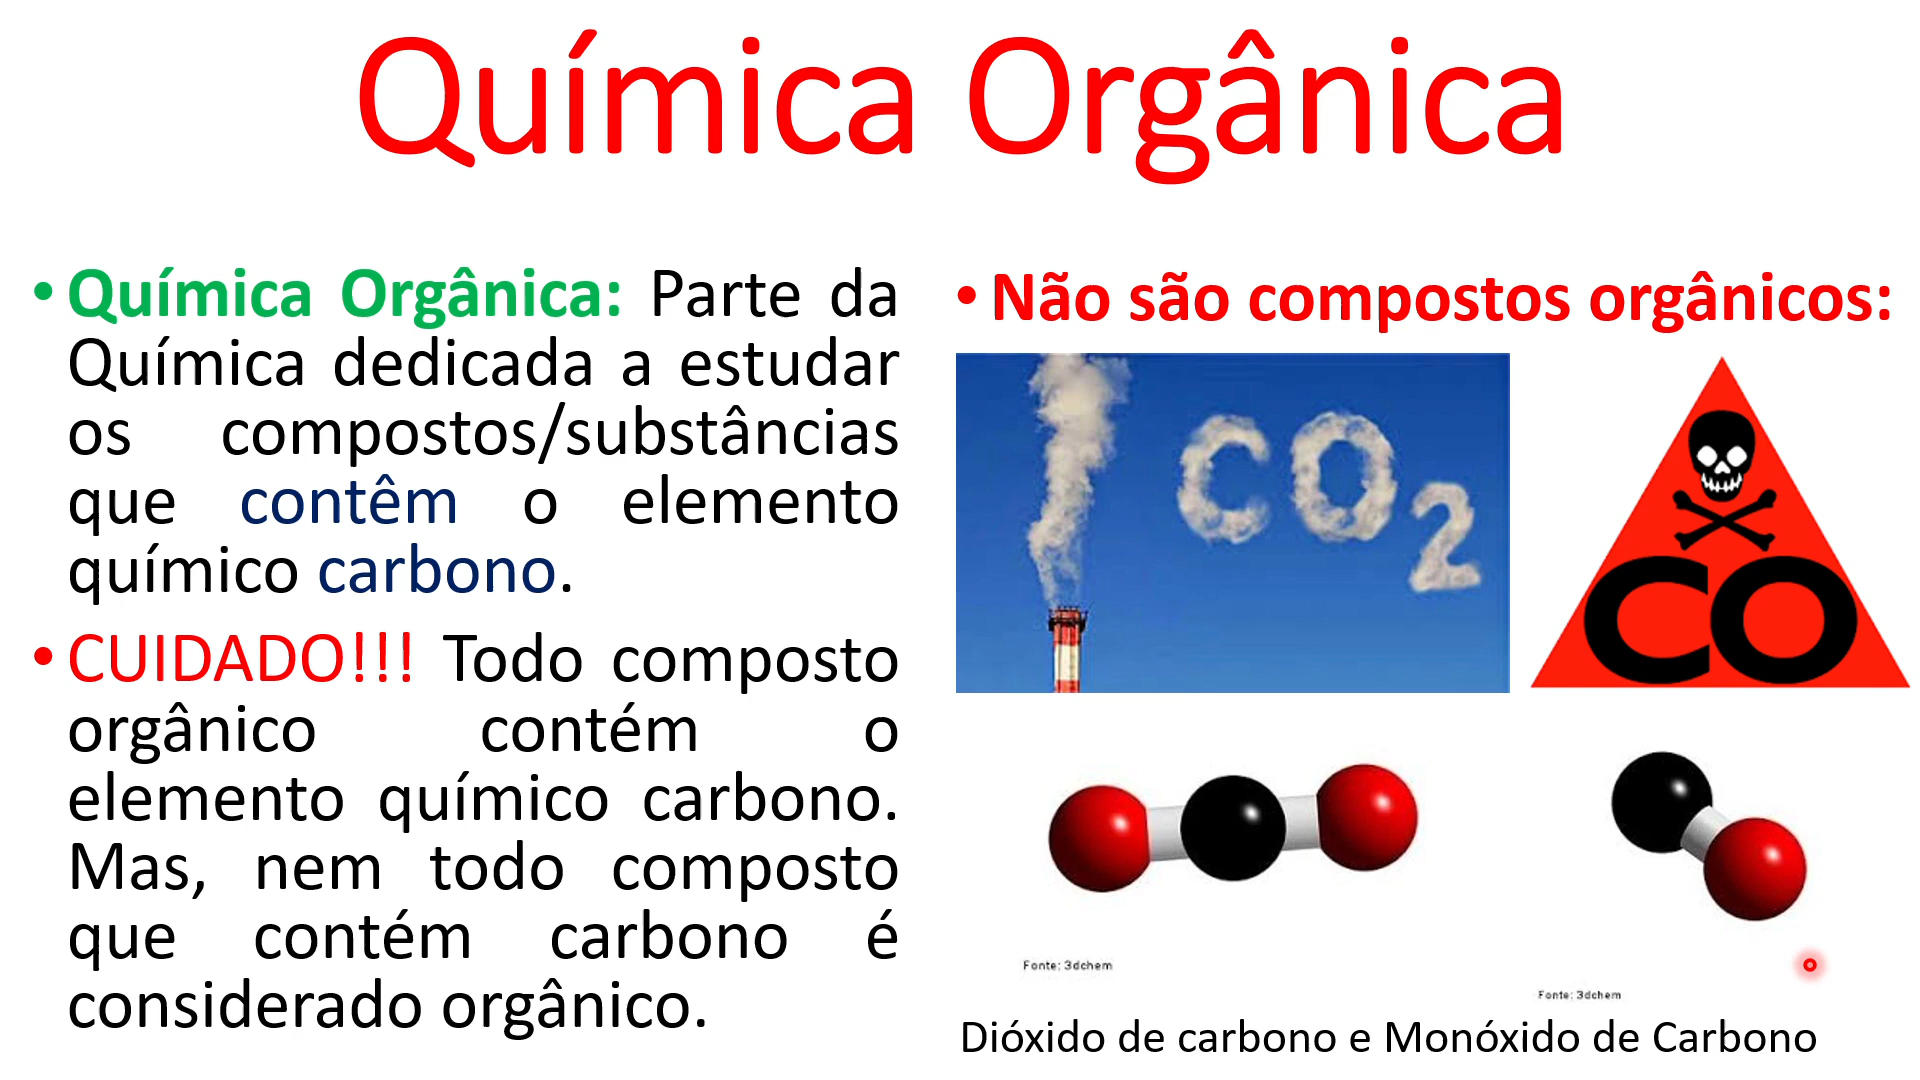 Química Orgânica
• Química Orgânica: Parte da
Química dedicada a estudar
os compostos/substâncias
que contêm o elemento
químico carbono.
• CUIDADO!!! Todo composto
orgânico contém o
elemento químico carbono.
Mas, nem todo composto
que contém carbono é
considerado orgânico.
• Não são compostos orgânicos:
CO2
CO
Fonte: 3dchem
Fonte: 3dchem
Dióxido de carbono e Monóxido de Carbono